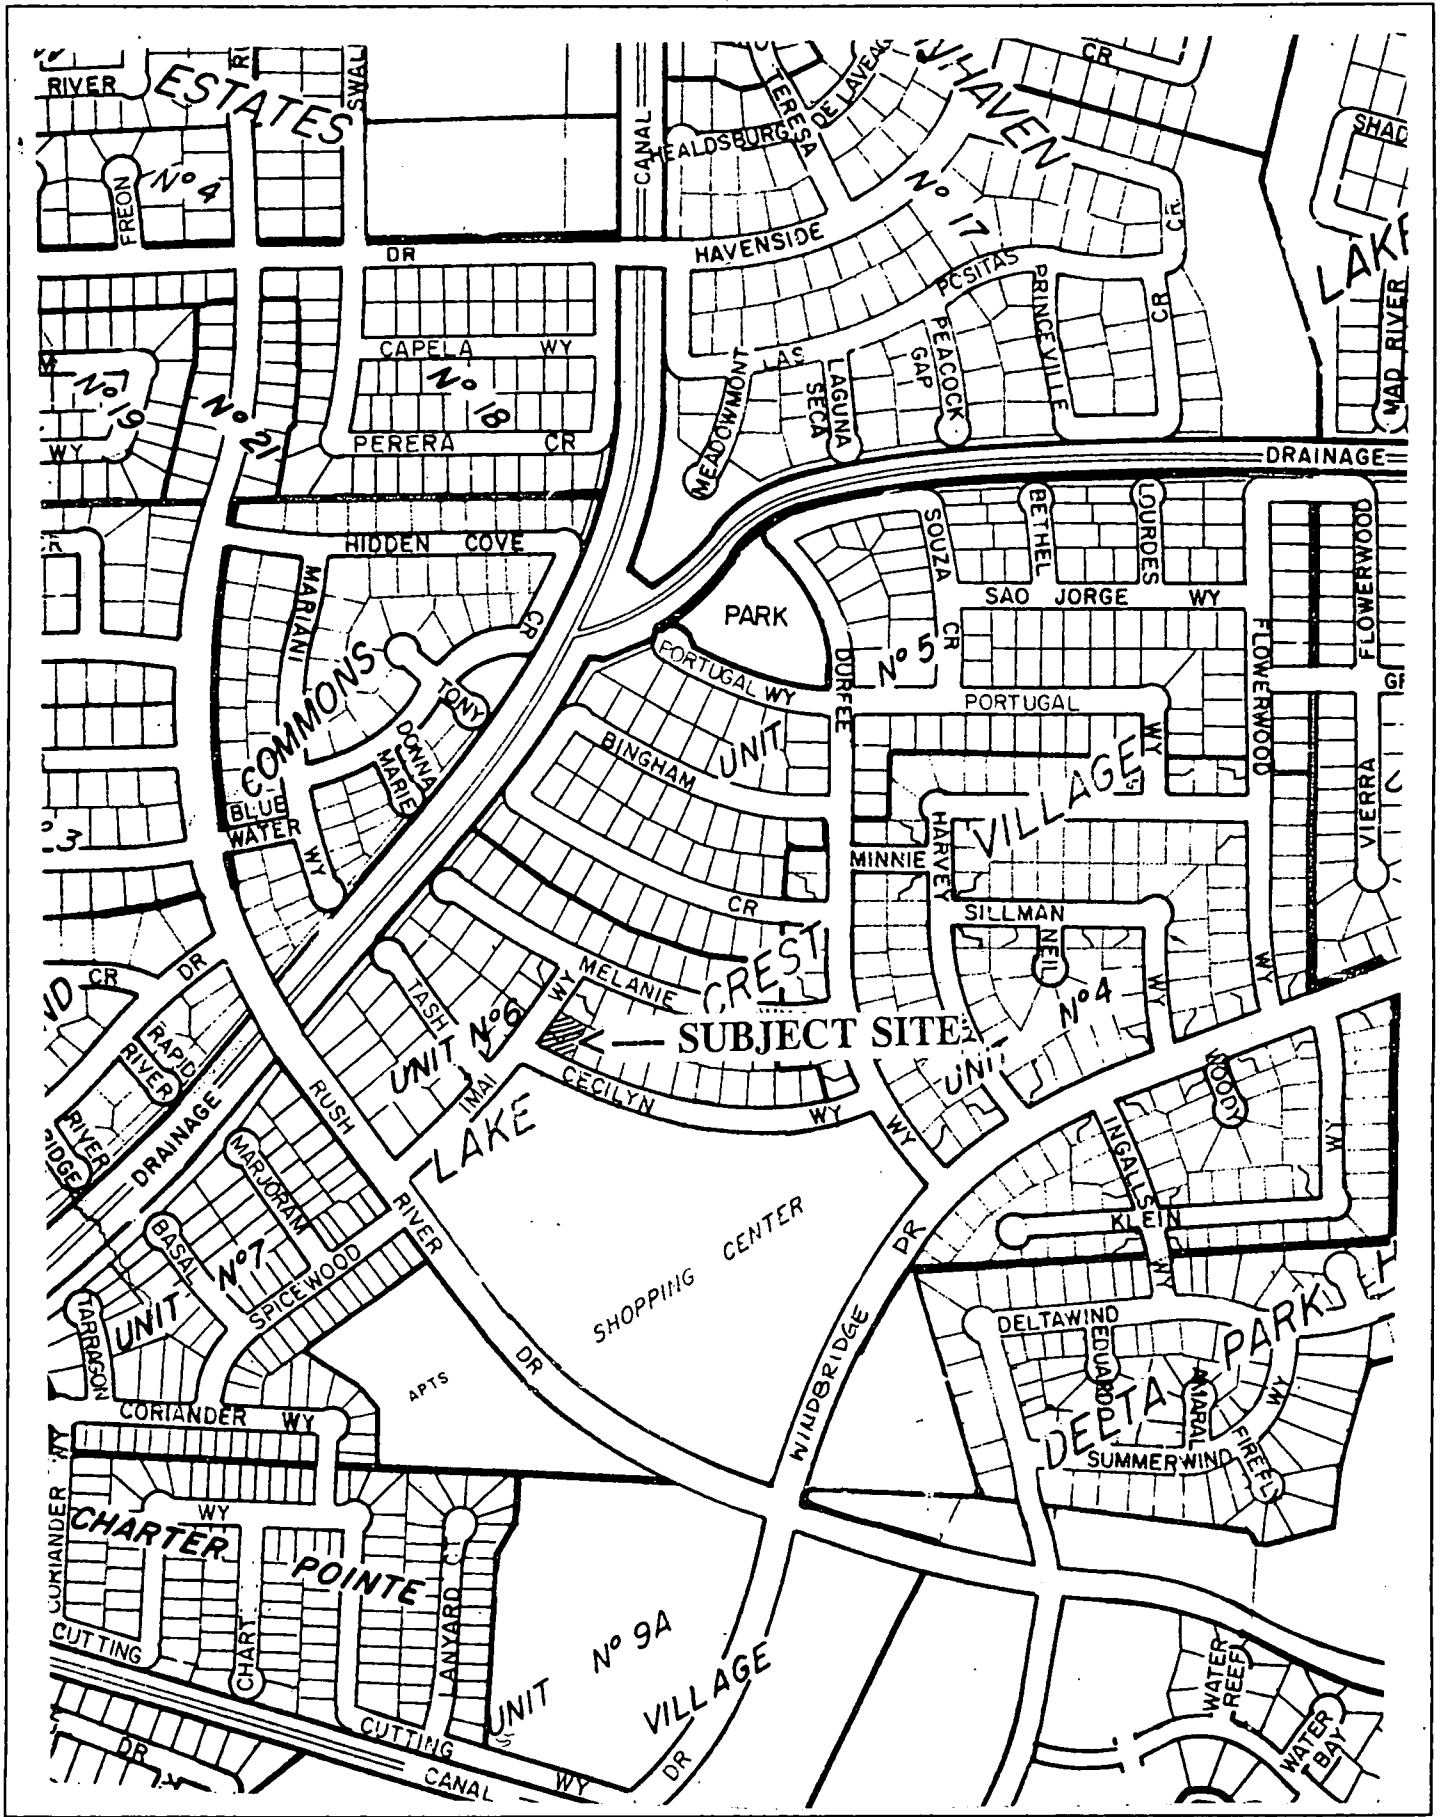 RIVER
ESTATES
SWAL
CANAL
TERESA
DE LAVEAG
HEALDSBURG
CR
SHAD
FREON
Nº 4
Nº 17
HAVENSIDE
DR
CR
LAKE
PCSITAS
PRINCEVILLE
CR
MAD RIVER
CAPELA WY
PEACOCK
GAP
LAS
LAGUNA
SECA
MEADOWMONT
Nº 19
Nº 21
Nº 18
WY
PERERA CR
DRAINAGE
HIDDEN COVE
MARIANI
CR
SOUZA
CR
BETHEL
LOURDES
FLOWERWOOD
SAO JORGE WY
PARK
PORTUGAL WY
DURFEE
Nº 5
FLOWERWOOD
COMMONS
TONY
DONNA
MARIE
PORTUGAL
WY
BINGHAM
UNIT
VILLAGE
VIERRA
BLUE
WATER
WY
HARVEY
MINNIE
CR
SILLMAN
NEIL
WY
WY
CR
DR
MELANIE
WY
CREST
TASH
UNIT Nº 6
Nº 4
UNIT
SUBJECT SITE
RAPID
RIVER
RUSH
IMAI
CECILYN
WY
WY
WOODY
WY
LAKE
RIVER
DRAINAGE
MARJORAM
INGALLS
KLEIN
WY
RIVER
BASAL
Nº 7
SPICEWOOD
SHOPPING CENTER
DR
WINDBRIDGE
UNIT
TARRAGON
DR
APTS
DELTAWIND
EDUARDO
PARK
DELTA
AMARAL
WY
CORIANDER WY
SUMMERWIND
FIREFL
WY
CORIANDER
CHARTER
POINTE
WY
CHART
LANYARD
CUTTING
UNIT Nº 9A
VILLAGE
WATER
REEF
WATER
BAY
CUTTING
WY
DR
CANAL
DR